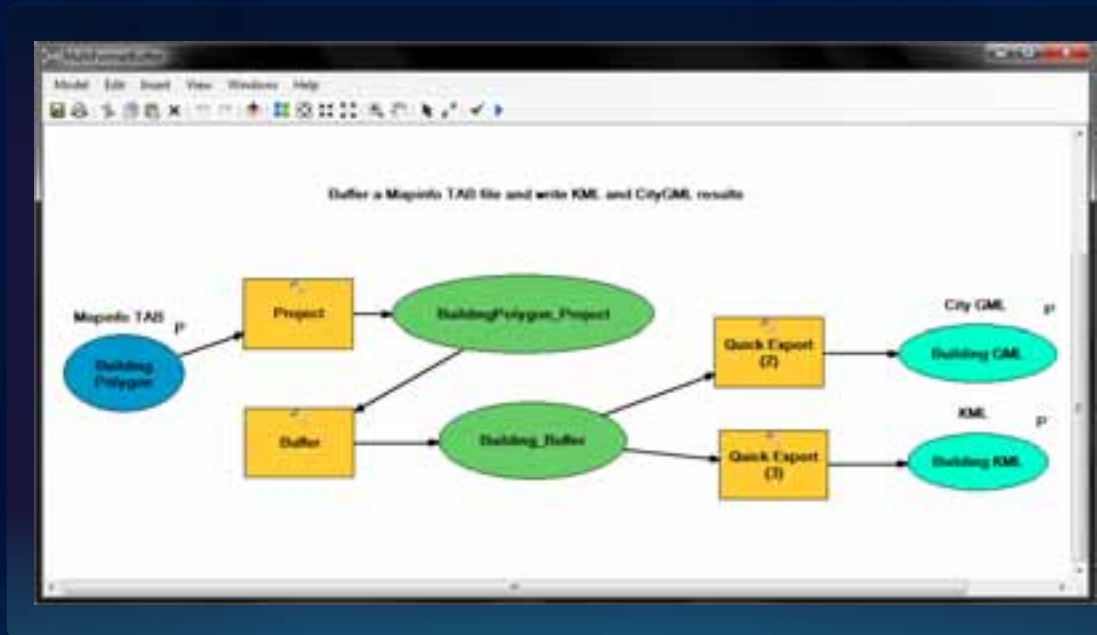 Model Edit Insert View Windows Help
Buffer a Mapinfo TAB file and write KML and CityGML results
Mapinfo TAB
P
Building
Polygon
Project
BuildingPolygon_Project
Buffer
Building_Buffer
Quick Export
(2)
Quick Export
(3)
City GML
P
Building GML
KML
P
Building KML